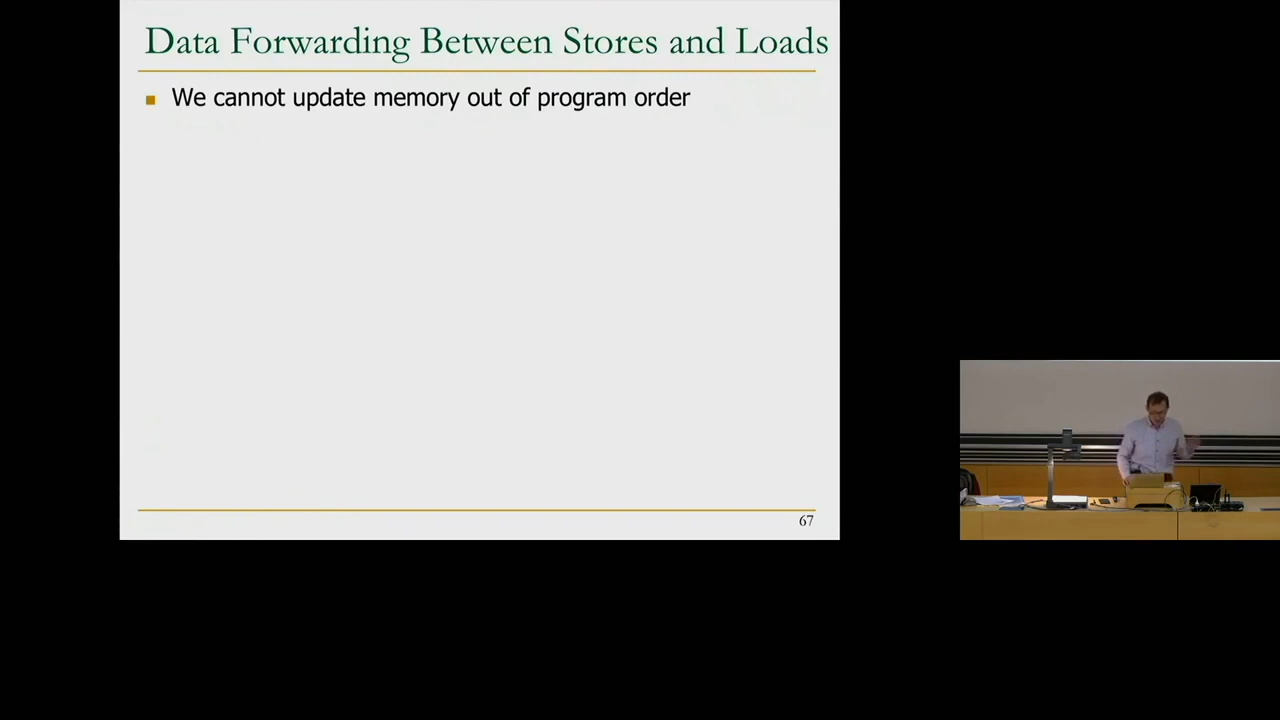 Data Forwarding Between Stores and Loads
We cannot update memory out of program order
67